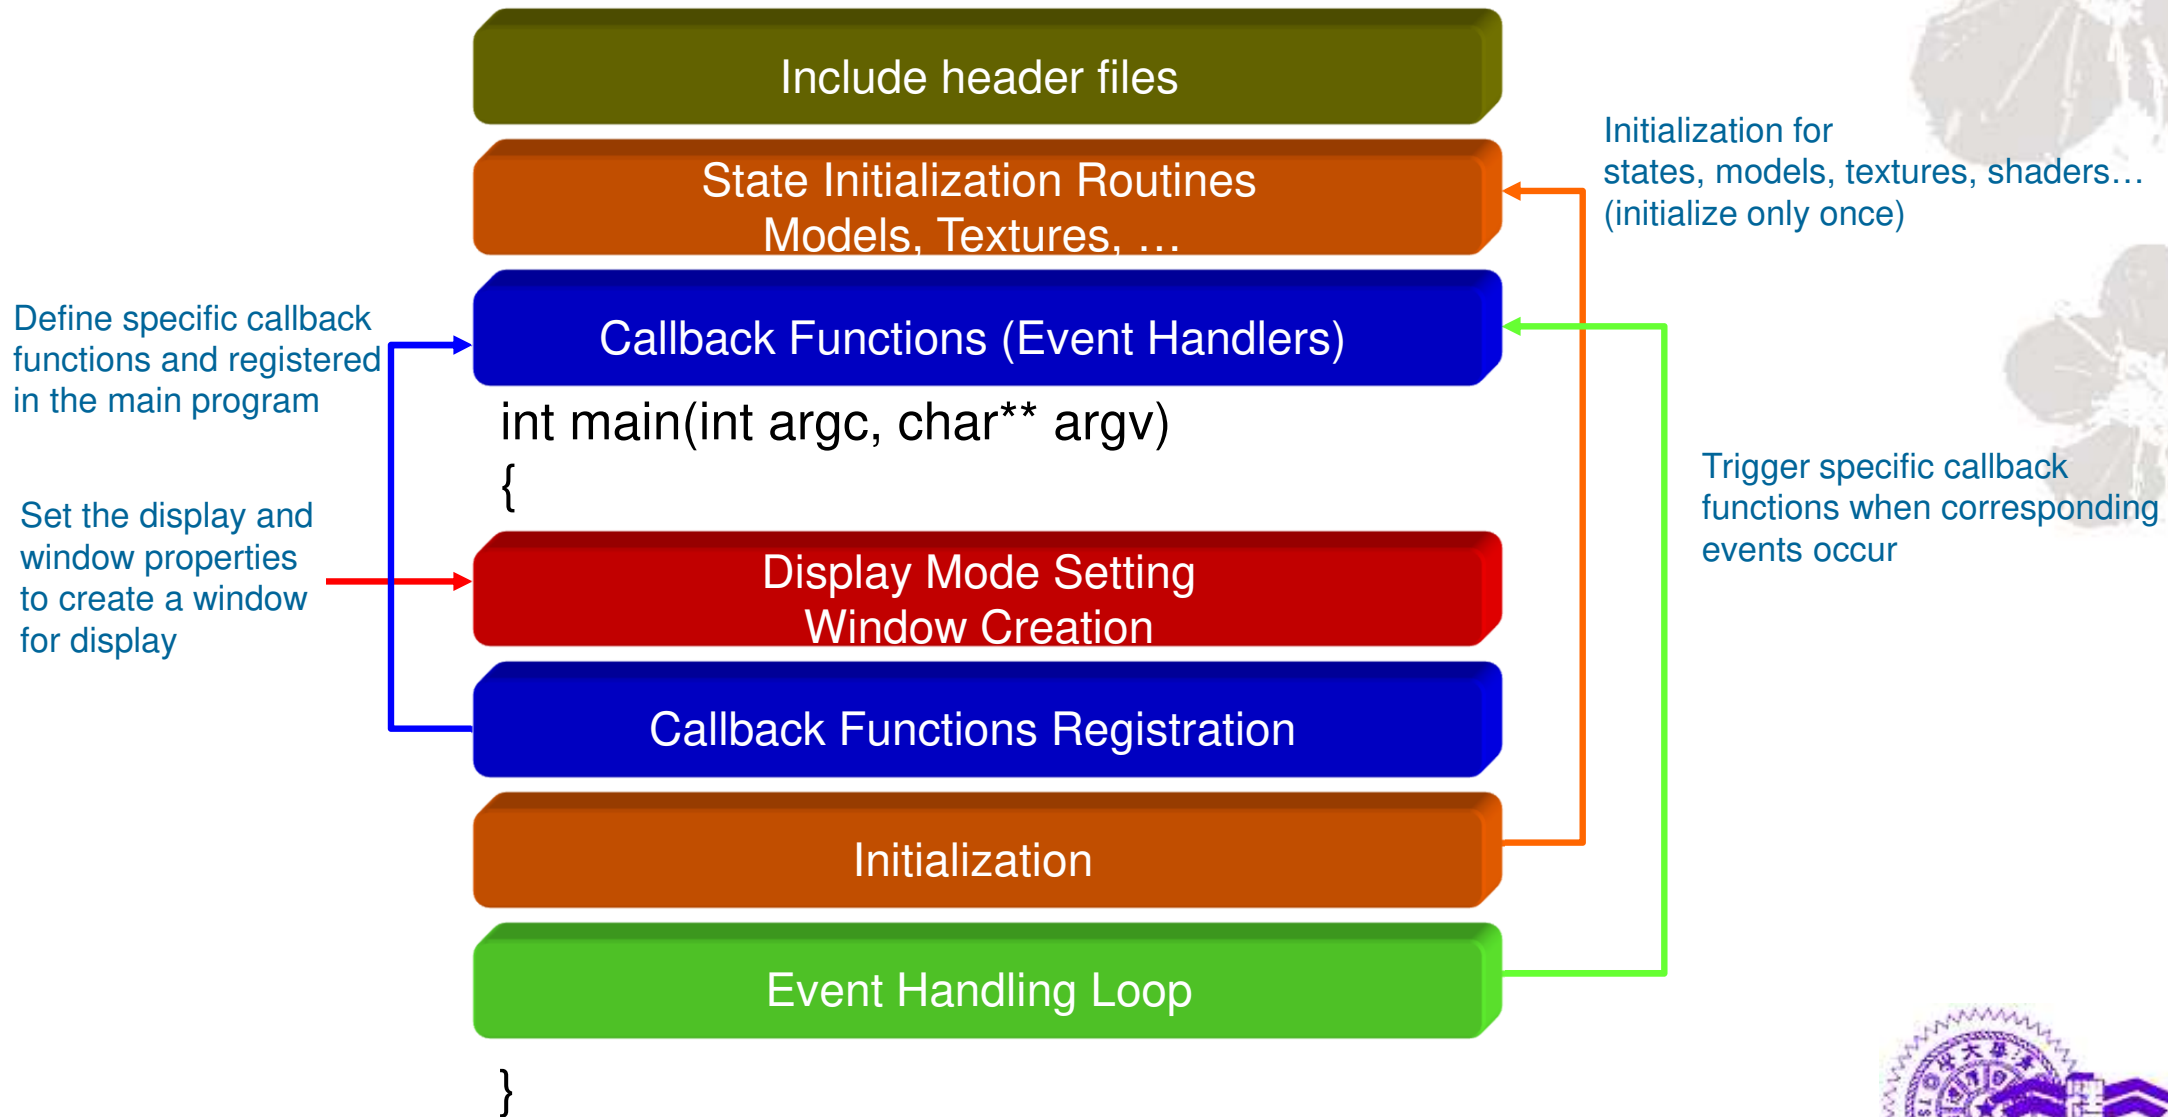 Include header files
State Initialization Routines
Models, Textures, …
Initialization for
states, models, textures, shaders…
(initialize only once)
Define specific callback
functions and registered
in the main program
Callback Functions (Event Handlers)
int main(int argc, char** argv)
{
Trigger specific callback
functions when corresponding
events occur
Set the display and
window properties
to create a window
for display
Display Mode Setting
Window Creation
Callback Functions Registration
Initialization
Event Handling Loop
}